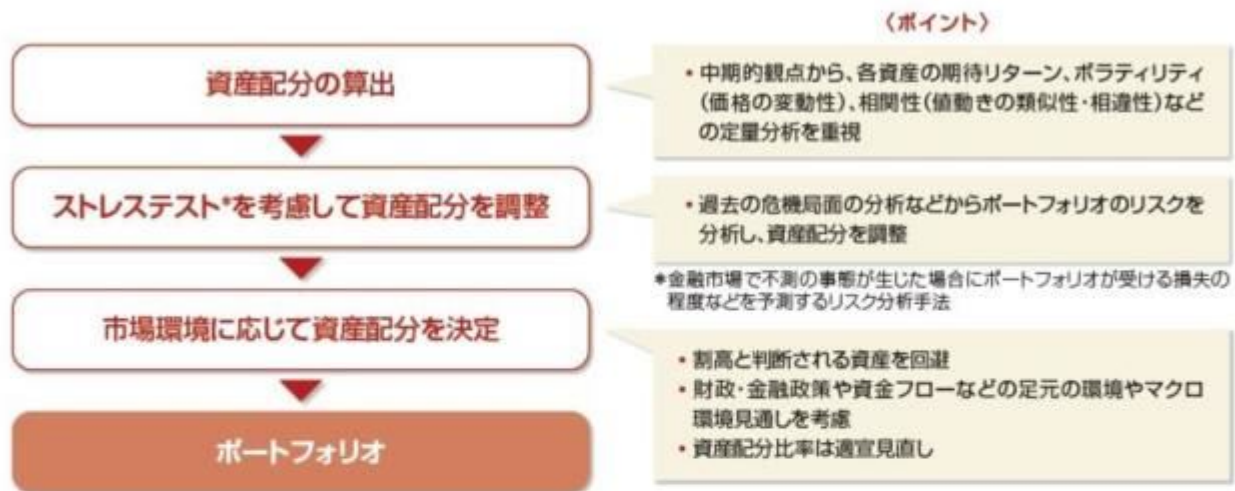 〈ポイント〉
資産配分の算出
• 中期的観点から、各資産の期待リターン、ボラティリティ
(価格の変動性)、相関性(値動きの類似性・相違性)など
の定量分析を重視
ストレステスト*を考慮して資産配分を調整
• 過去の危機局面の分析などからポートフォリオのリスクを
分析し、資産配分を調整
*金融市場で不測の事態が生じた場合にポートフォリオが受ける損失の
程度などを予測するリスク分析手法
市場環境に応じて資産配分を決定
• 割高と判断される資産を回避
• 財政・金融政策や資金フローなどの足元の環境やマクロ
環境見通しを考慮
• 資産配分比率は適宜見直し
ポートフォリオ